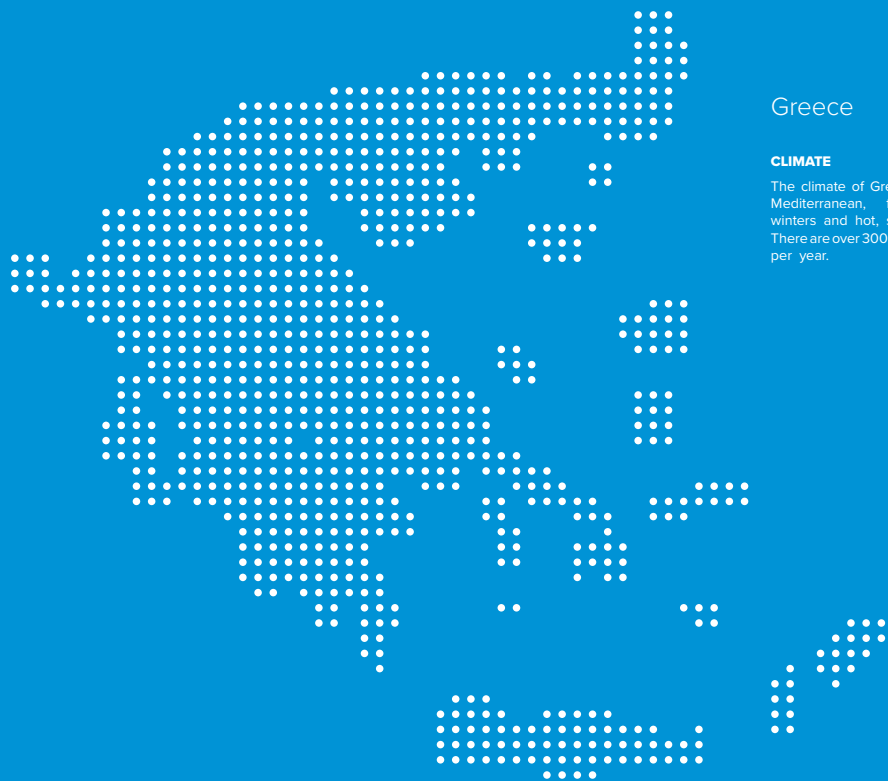 Greece
CLIMATE
The climate of Gre
Mediterranean, f
winters and hot, s
There are over 300
per year.